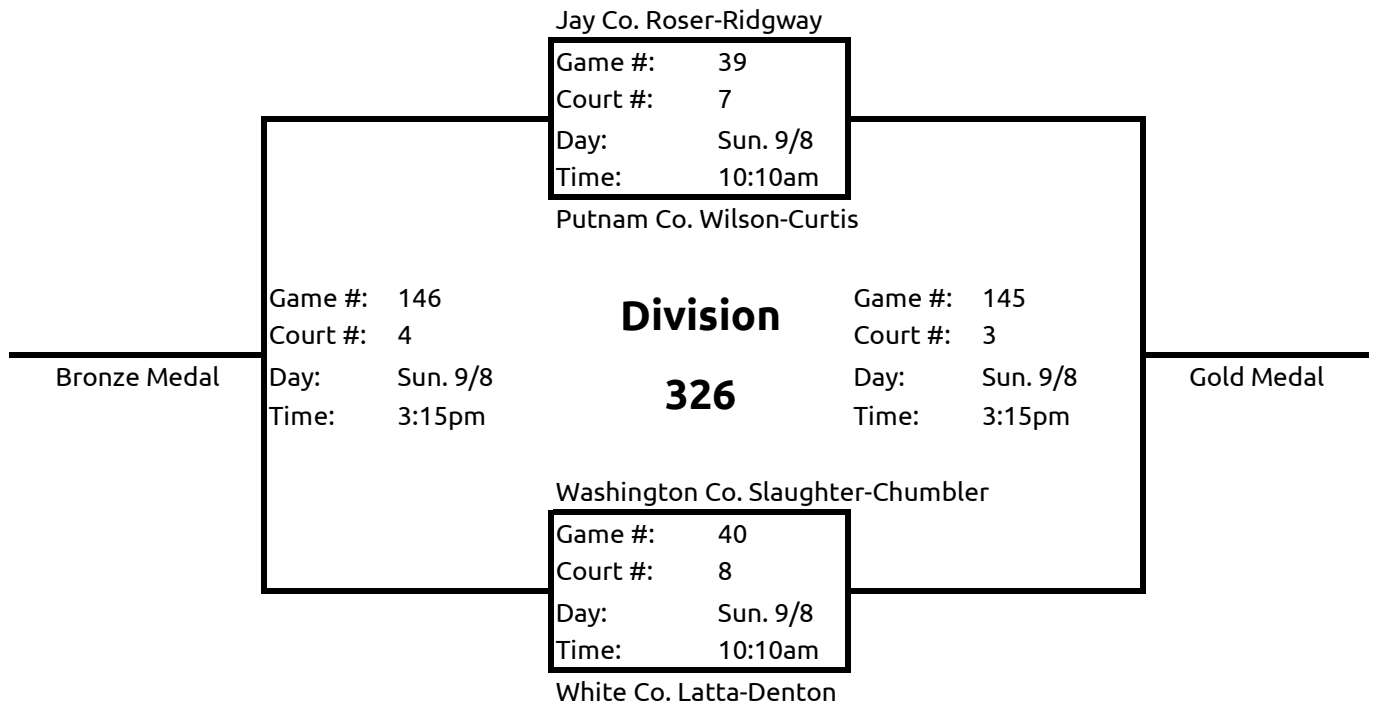 Jay Co. Roser-Ridgway
Game #: 39
Court #: 7
Day: Sun. 9/8
Time: 10:10am
Putnam Co. Wilson-Curtis
Game #: 146
Court #: 4
Day: Sun. 9/8
Time: 3:15pm
Bronze Medal
Division
326
Game #: 145
Court #: 3
Day: Sun. 9/8
Time: 3:15pm
Gold Medal
Washington Co. Slaughter-Chumbler
Game #: 40
Court #: 8
Day: Sun. 9/8
Time: 10:10am
White Co. Latta-Denton